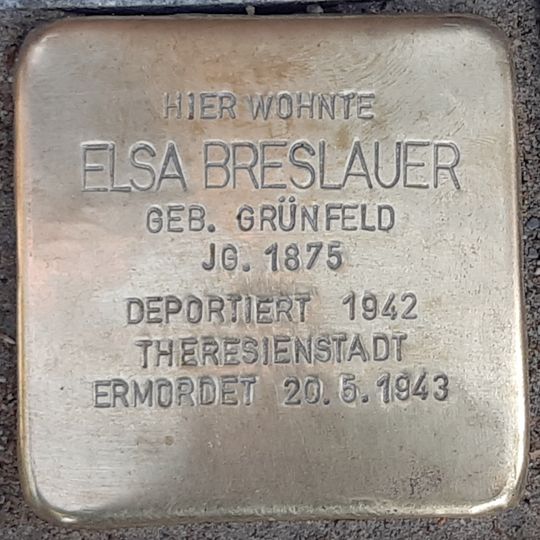 HIER WOHNTE
ELSA BRESLAUER
GEB. GRÜNFELD
JG. 1875
DEPORTIERT 1942
THERESIENSTADT
ERMORDET 20.5.1943